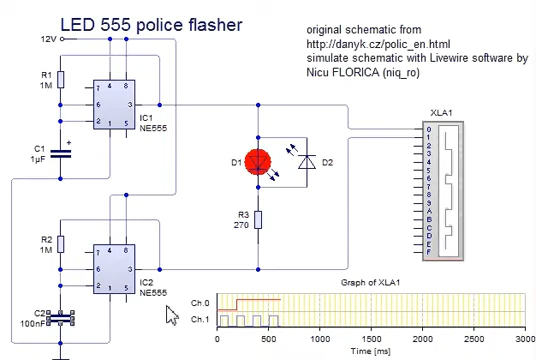 LED 555 police flasher
original schematic from
http://danyk.cz/polic_en.html
simulate schematic with Livewire software by
Nicu FLORICA (niq_ro)
12V
R1
1M
7
4
8
6
3
2
1
5
IC1
NE555
C1
1µF
+
XLA1
0
1
2
3
4
5
6
7
8
9
A
B
C
D
E
F
D1
D2
R3
270
R2
1M
7
4
8
6
3
2
1
5
IC2
NE555
C2
100nF
Graph of XLA1
Ch.0
Ch.1
0 500 1000 1500 2000 2500 3000
Time [ms]